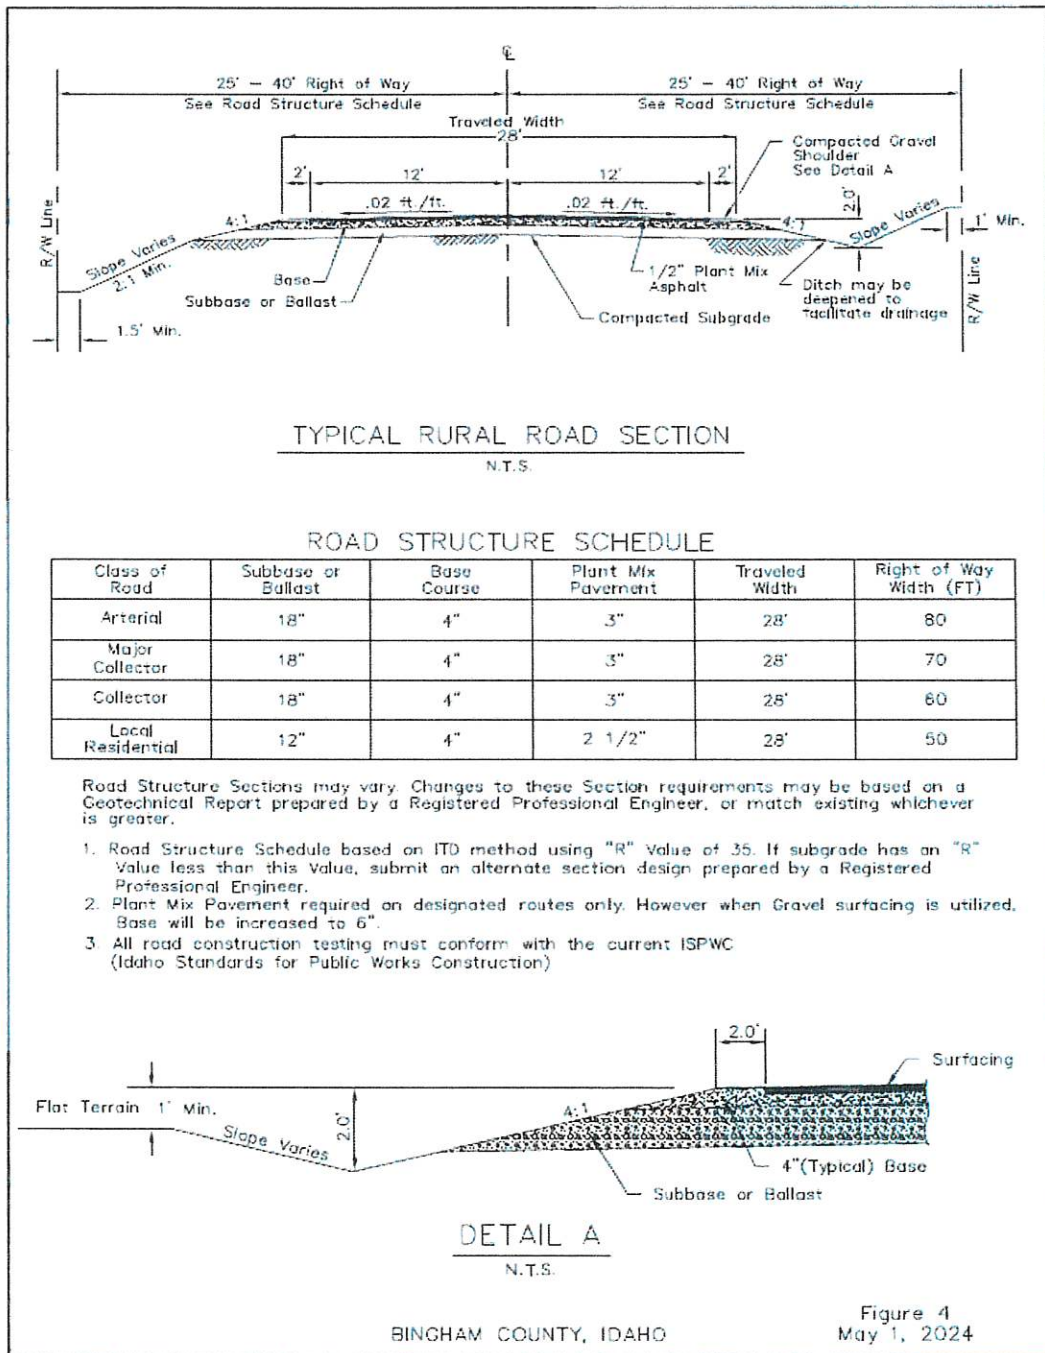 ℄
25' - 40' Right of Way
See Road Structure Schedule
25' - 40' Right of Way
See Road Structure Schedule
Traveled Width
28'
2'
12'
12'
2'
Compacted Gravel
Shoulder
See Detail A
.02 ft./ft.
.02 ft./ft.
4:1
4:1
2.0'
Slope Varies
1' Min.
R/W Line
Slope Varies
2:1 Min.
Base
Subbase or Ballast
1/2" Plant Mix
Asphalt
Compacted Subgrade
Ditch may be
deepened to
facilitate drainage
R/W Line
1.5' Min.
TYPICAL RURAL ROAD SECTION
N.T.S.
ROAD STRUCTURE SCHEDULE
Class of Road | Subbase or Ballast | Base Course | Plant Mix Pavement | Traveled Width | Right of Way Width (FT)
Arterial | 18" | 4" | 3" | 28' | 80
Major Collector | 18" | 4" | 3" | 28' | 70
Collector | 18" | 4" | 3" | 28' | 60
Local Residential | 12" | 4" | 2 1/2" | 28' | 50
Road Structure Sections may vary. Changes to these Section requirements may be based on a
Geotechnical Report prepared by a Registered Professional Engineer, or match existing whichever
is greater.
1. Road Structure Schedule based on ITD method using "R" Value of 35. If subgrade has an "R"
Value less than this Value, submit an alternate section design prepared by a Registered
Professional Engineer.
2. Plant Mix Pavement required on designated routes only. However when Gravel surfacing is utilized,
Base will be increased to 6".
3. All road construction testing must conform with the current ISPWC
(Idaho Standards for Public Works Construction)
2.0'
Surfacing
Flat Terrain 1' Min.
2.0'
4:1
Slope Varies
4"(Typical) Base
Subbase or Ballast
DETAIL A
N.T.S.
BINGHAM COUNTY, IDAHO
Figure 4
May 1, 2024